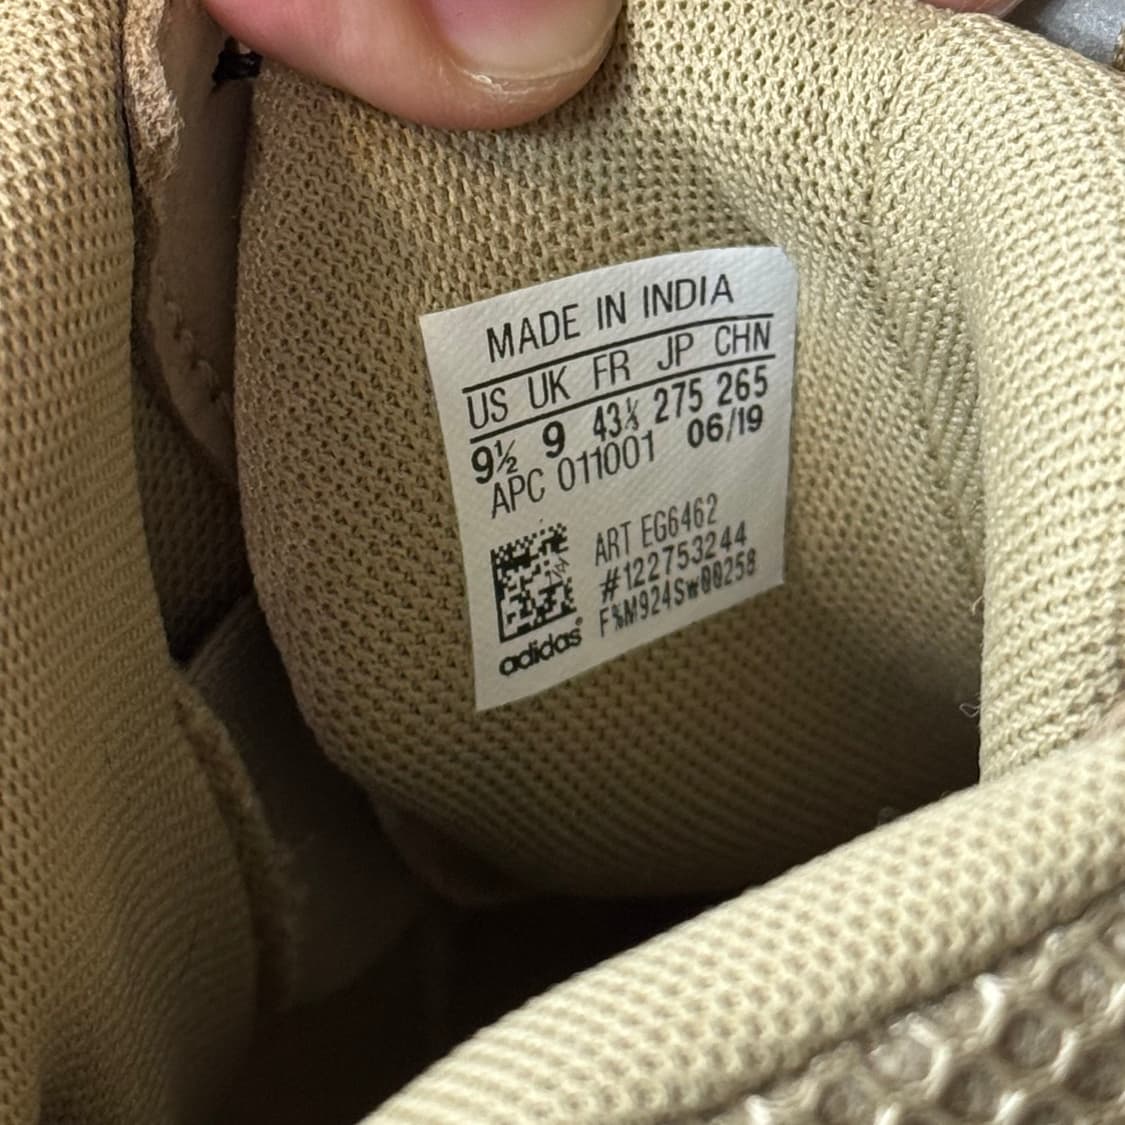 MADE IN INDIA
US UK FR JP CHN
9½ 9 43⅓ 275 265
APC 011001 06/19
ART EG6462
#122753244
F%M924Sw00258
adidas